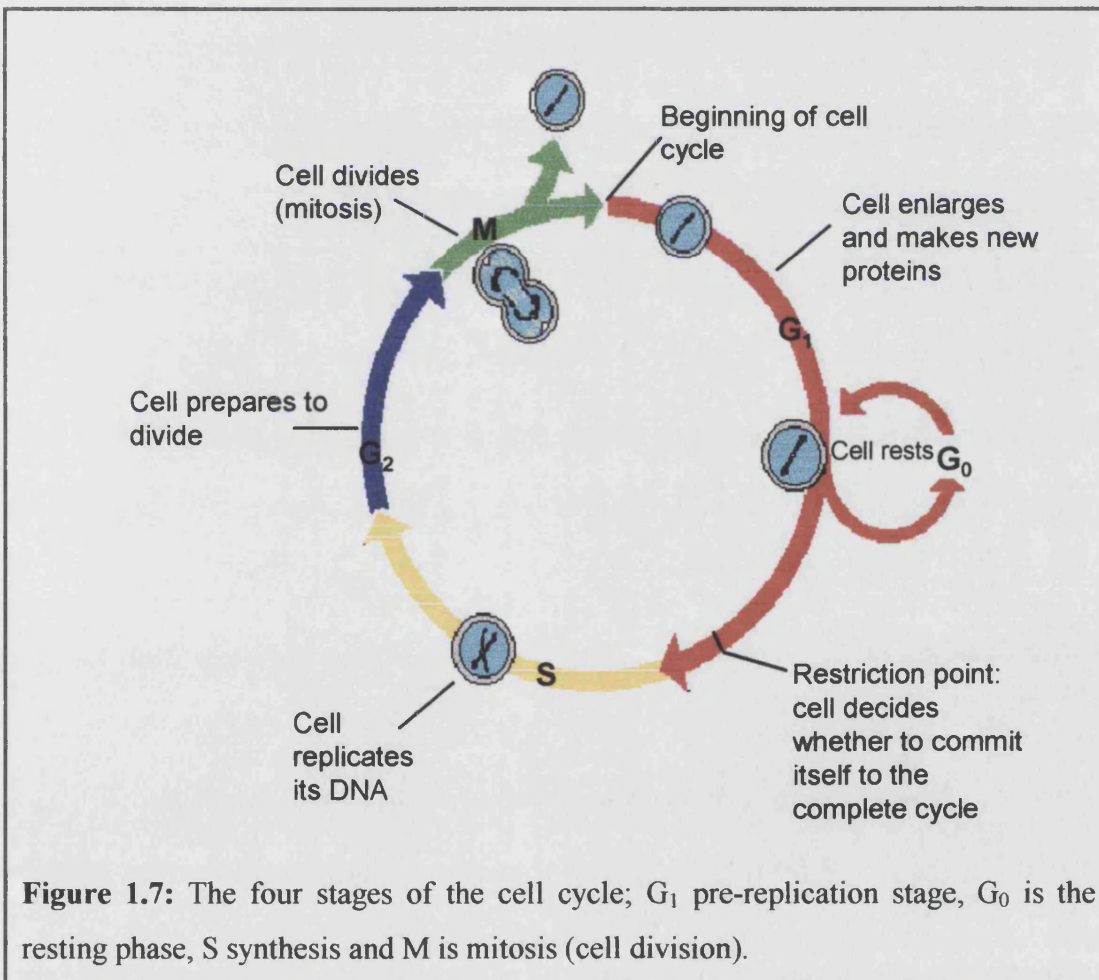 Beginning of cell
cycle
Cell divides
(mitosis)
M
Cell enlarges
and makes new
proteins
G₁
Cell prepares to
divide
G₂
Cell rests
G₀
S
Cell
replicates
its DNA
Restriction point:
cell decides
whether to commit
itself to the
complete cycle
Figure 1.7: The four stages of the cell cycle; G₁ pre-replication stage, G₀ is the
resting phase, S synthesis and M is mitosis (cell division).